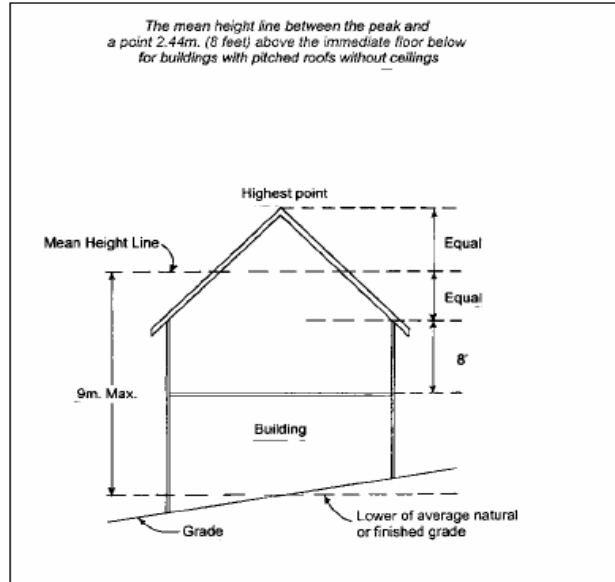 The mean height line between the peak and
a point 2.44m. (8 feet) above the immediate floor below
for buildings with pitched roofs without ceilings
Highest point
Mean Height Line
Equal
Equal
8'
9m. Max.
Building
Grade
Lower of average natural
or finished grade